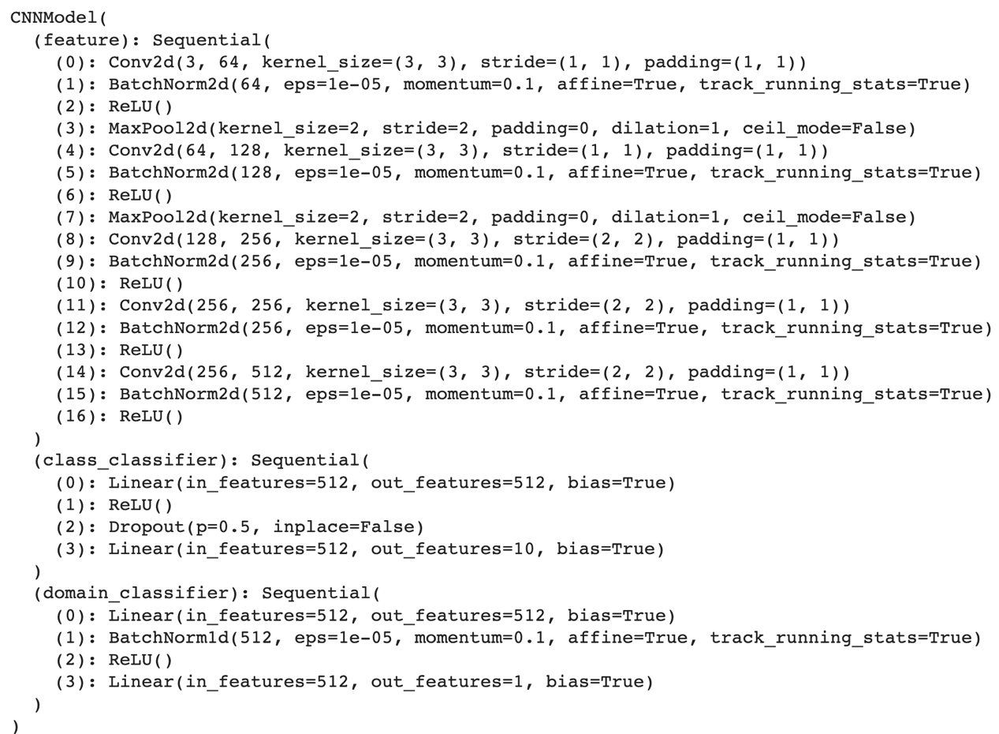 CNNModel(
  (feature): Sequential(
    (0): Conv2d(3, 64, kernel_size=(3, 3), stride=(1, 1), padding=(1, 1))
    (1): BatchNorm2d(64, eps=1e-05, momentum=0.1, affine=True, track_running_stats=True)
    (2): ReLU()
    (3): MaxPool2d(kernel_size=2, stride=2, padding=0, dilation=1, ceil_mode=False)
    (4): Conv2d(64, 128, kernel_size=(3, 3), stride=(1, 1), padding=(1, 1))
    (5): BatchNorm2d(128, eps=1e-05, momentum=0.1, affine=True, track_running_stats=True)
    (6): ReLU()
    (7): MaxPool2d(kernel_size=2, stride=2, padding=0, dilation=1, ceil_mode=False)
    (8): Conv2d(128, 256, kernel_size=(3, 3), stride=(2, 2), padding=(1, 1))
    (9): BatchNorm2d(256, eps=1e-05, momentum=0.1, affine=True, track_running_stats=True)
    (10): ReLU()
    (11): Conv2d(256, 256, kernel_size=(3, 3), stride=(2, 2), padding=(1, 1))
    (12): BatchNorm2d(256, eps=1e-05, momentum=0.1, affine=True, track_running_stats=True)
    (13): ReLU()
    (14): Conv2d(256, 512, kernel_size=(3, 3), stride=(2, 2), padding=(1, 1))
    (15): BatchNorm2d(512, eps=1e-05, momentum=0.1, affine=True, track_running_stats=True)
    (16): ReLU()
  )
  (class_classifier): Sequential(
    (0): Linear(in_features=512, out_features=512, bias=True)
    (1): ReLU()
    (2): Dropout(p=0.5, inplace=False)
    (3): Linear(in_features=512, out_features=10, bias=True)
  )
  (domain_classifier): Sequential(
    (0): Linear(in_features=512, out_features=512, bias=True)
    (1): BatchNorm1d(512, eps=1e-05, momentum=0.1, affine=True, track_running_stats=True)
    (2): ReLU()
    (3): Linear(in_features=512, out_features=1, bias=True)
  )
)